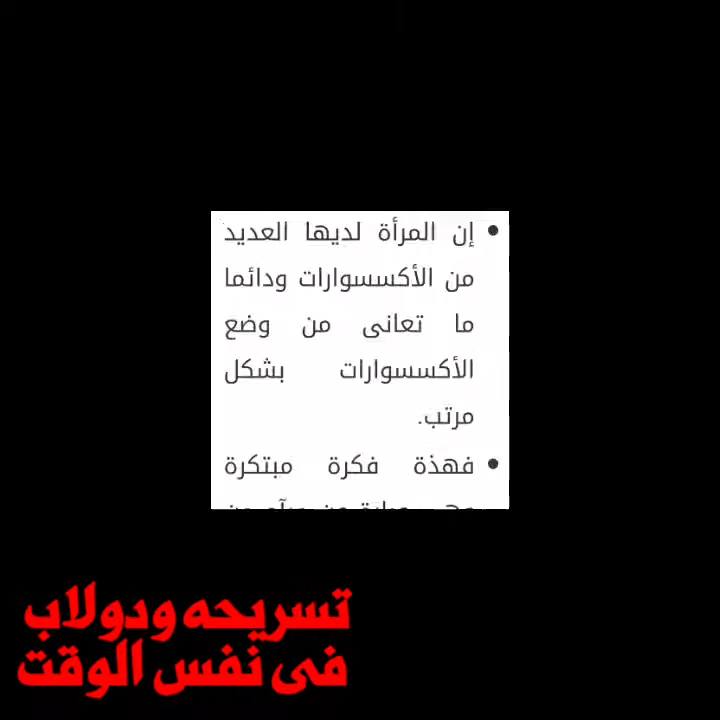 • إن المرأة لديها العديد
من الأكسسوارات ودائما
ما تعانى من وضع
الأكسسوارات بشكل
مرتب.
• فهذة فكرة مبتكرة
تسريحه ودولاب
فى نفس الوقت